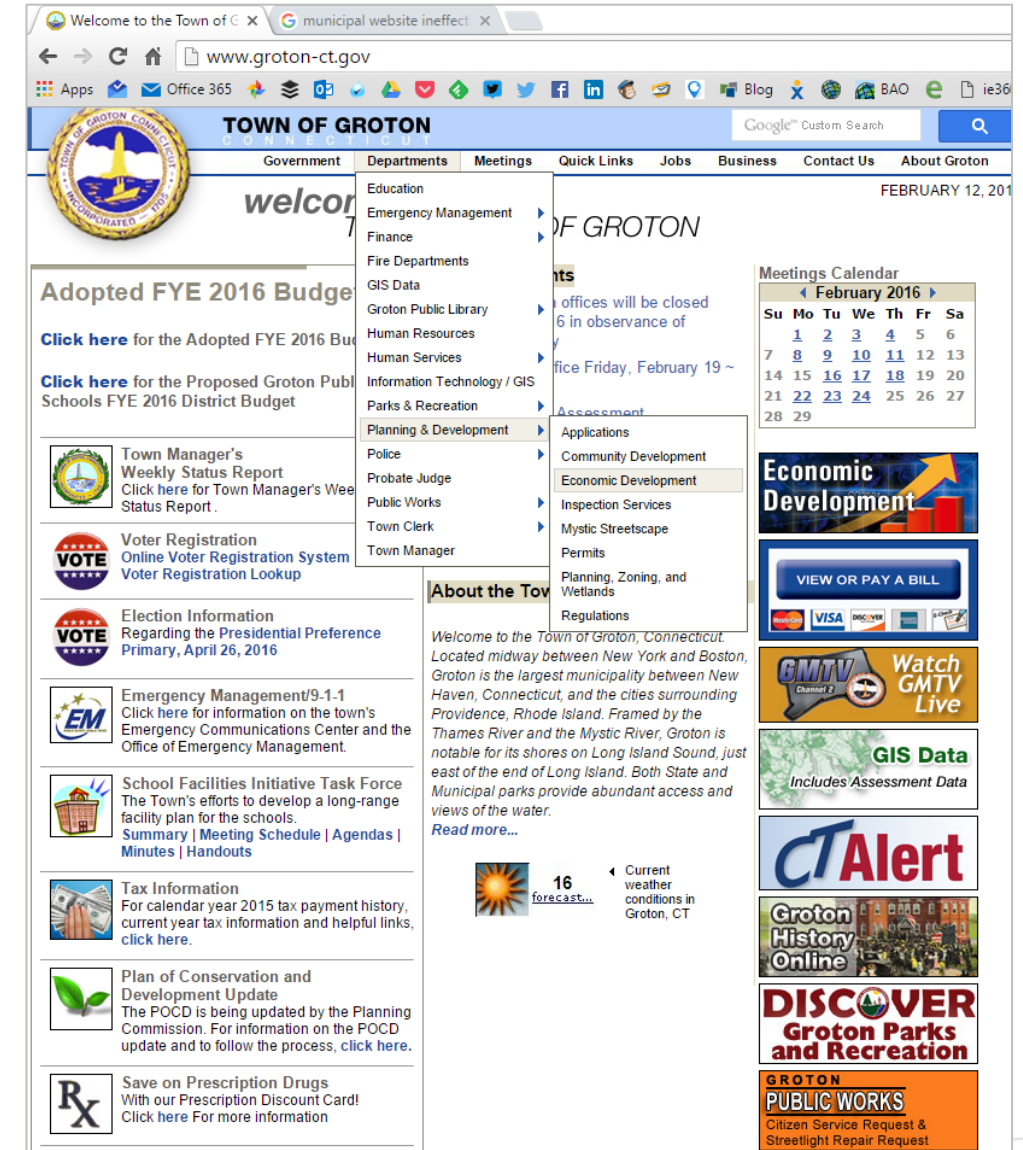 Welcome to the Town of G
municipal website ineffect
www.groton-ct.gov
Apps
Office 365
Blog
BAO
ie36
TOWN OF GROTON
CONNECTICUT
Google™ Custom Search
TOWN OF GROTON CONNECTICUT
INCORPORATED 1705
Government
Departments
Meetings
Quick Links
Jobs
Business
Contact Us
About Groton
FEBRUARY 12, 201
welcom
T
OF GROTON
Education
Emergency Management
Finance
Fire Departments
GIS Data
Groton Public Library
Human Resources
Human Services
Information Technology / GIS
Parks & Recreation
Planning & Development
Police
Probate Judge
Public Works
Town Clerk
Town Manager
Applications
Community Development
Economic Development
Inspection Services
Mystic Streetscape
Permits
Planning, Zoning, and
Wetlands
Regulations
Adopted FYE 2016 Budge
Click here for the Adopted FYE 2016 Bud
Click here for the Proposed Groton Publ
Schools FYE 2016 District Budget
Town Manager's
Weekly Status Report
Click here for Town Manager's Wee
Status Report .
VOTE
Voter Registration
Online Voter Registration System
Voter Registration Lookup
VOTE
Election Information
Regarding the Presidential Preference
Primary, April 26, 2016
EM
Emergency Management/9-1-1
Click here for information on the town's
Emergency Communications Center and the
Office of Emergency Management.
School Facilities Initiative Task Force
The Town's efforts to develop a long-range
facility plan for the schools.
Summary | Meeting Schedule | Agendas |
Minutes | Handouts
Tax Information
For calendar year 2015 tax payment history,
current year tax information and helpful links,
click here.
Plan of Conservation and
Development Update
The POCD is being updated by the Planning
Commission. For information on the POCD
update and to follow the process, click here.
Rx
Save on Prescription Drugs
With our Prescription Discount Card!
Click here For more information
nts
offices will be closed
6 in observance of
y
fice Friday, February 19 ~
Assessment
About the Tow
Welcome to the Town of Groton, Connecticut.
Located midway between New York and Boston,
Groton is the largest municipality between New
Haven, Connecticut, and the cities surrounding
Providence, Rhode Island. Framed by the
Thames River and the Mystic River, Groton is
notable for its shores on Long Island Sound, just
east of the end of Long Island. Both State and
Municipal parks provide abundant access and
views of the water.
Read more...
16
forecast...
Current
weather
conditions in
Groton, CT
Meetings Calendar
February 2016
Su Mo Tu We Th Fr Sa
1 2 3 4 5 6
7 8 9 10 11 12 13
14 15 16 17 18 19 20
21 22 23 24 25 26 27
28 29
Economic
Development
VIEW OR PAY A BILL
MasterCard
VISA
DISCOVER
GMTV
Channel 2
Watch
GMTV
Live
GIS Data
Includes Assessment Data
CTAlert
Groton
History
Online
DISCOVER
Groton Parks
and Recreation
GROTON
PUBLIC WORKS
Citizen Service Request &
Streetlight Repair Request